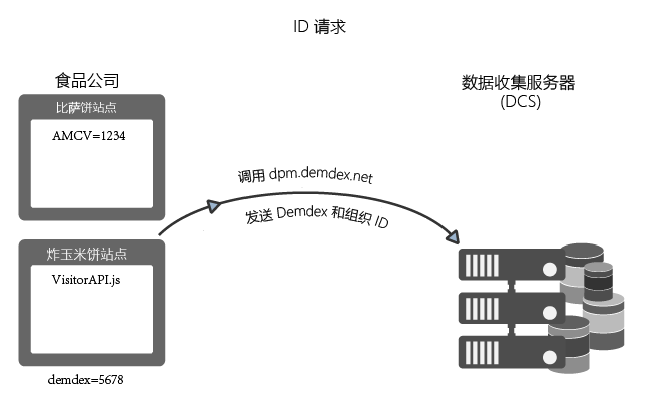 ID 请求
食品公司
比萨饼站点
AMCV=1234
数据收集服务器
(DCS)
调用 dpm.demdex.net
发送 Demdex 和组织 ID
炸玉米饼站点
VisitorAPI.js
demdex=5678